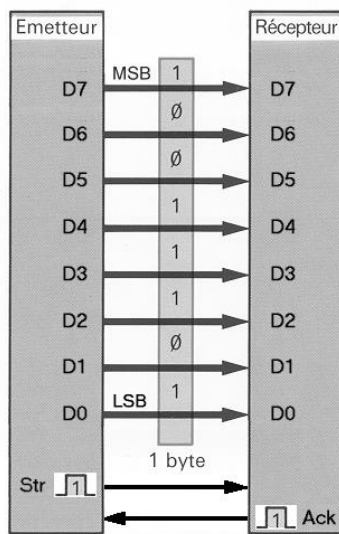 Emetteur Récepteur
D7 MSB 1 D7
D6 Ø D6
D5 Ø D5
D4 1 D4
D3 1 D3
D2 1 D2
D1 Ø D1
D0 LSB 1 D0
1 byte
Str 1
1 Ack